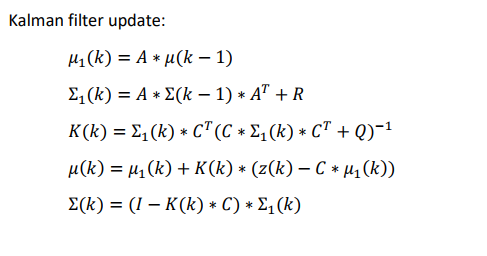 Kalman filter update:
μ₁(k) = A * μ(k − 1)
Σ₁(k) = A * Σ(k − 1) * Aᵀ + R
K(k) = Σ₁(k) * Cᵀ(C * Σ₁(k) * Cᵀ + Q)⁻¹
μ(k) = μ₁(k) + K(k) * (z(k) − C * μ₁(k))
Σ(k) = (I − K(k) * C) * Σ₁(k)